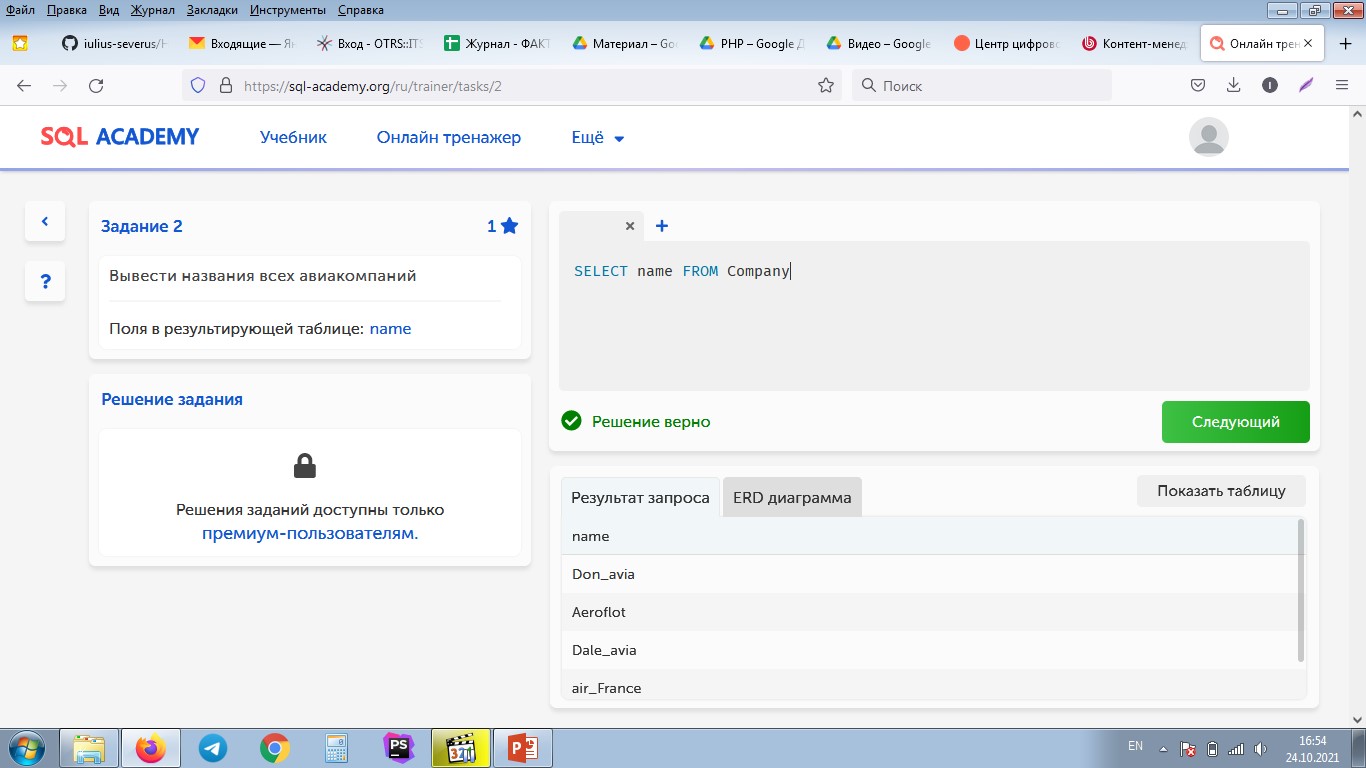 Файл Правка Вид Журнал Закладки Инструменты Справка
iulius-severus/H
Входящие — Ян
Вход - OTRS::ITS
Журнал - ФАКТ
Материал – Goo
PHP – Google Д
Видео – Google
Центр цифрово
Контент-менед
Онлайн трен
https://sql-academy.org/ru/trainer/tasks/2
Поиск
SQL ACADEMY
Учебник
Онлайн тренажер
Ещё
Задание 2
1
Вывести названия всех авиакомпаний
Поля в результирующей таблице: name
Решение задания
Решения заданий доступны только
премиум-пользователям.
SELECT name FROM Company
Решение верно
Следующий
Результат запроса
ERD диаграмма
Показать таблицу
name
Don_avia
Aeroflot
Dale_avia
air_France
PS
321
P
EN
16:54
24.10.2021